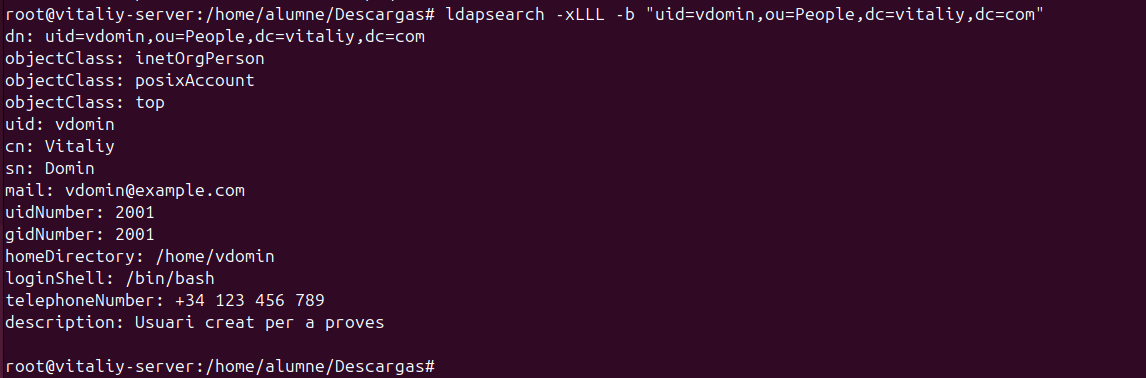 root@vitaliy-server:/home/alumne/Descargas# ldapsearch -xLLL -b "uid=vdomin,ou=People,dc=vitaliy,dc=com"
dn: uid=vdomin,ou=People,dc=vitaliy,dc=com
objectClass: inetOrgPerson
objectClass: posixAccount
objectClass: top
uid: vdomin
cn: Vitaliy
sn: Domin
mail: vdomin@example.com
uidNumber: 2001
gidNumber: 2001
homeDirectory: /home/vdomin
loginShell: /bin/bash
telephoneNumber: +34 123 456 789
description: Usuari creat per a proves
root@vitaliy-server:/home/alumne/Descargas#